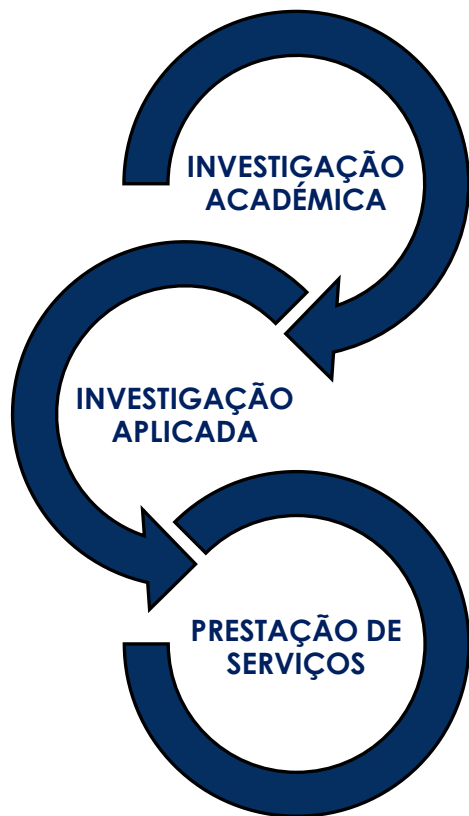 INVESTIGAÇÃO
ACADÉMICA
INVESTIGAÇÃO
APLICADA
PRESTAÇÃO DE
SERVIÇOS